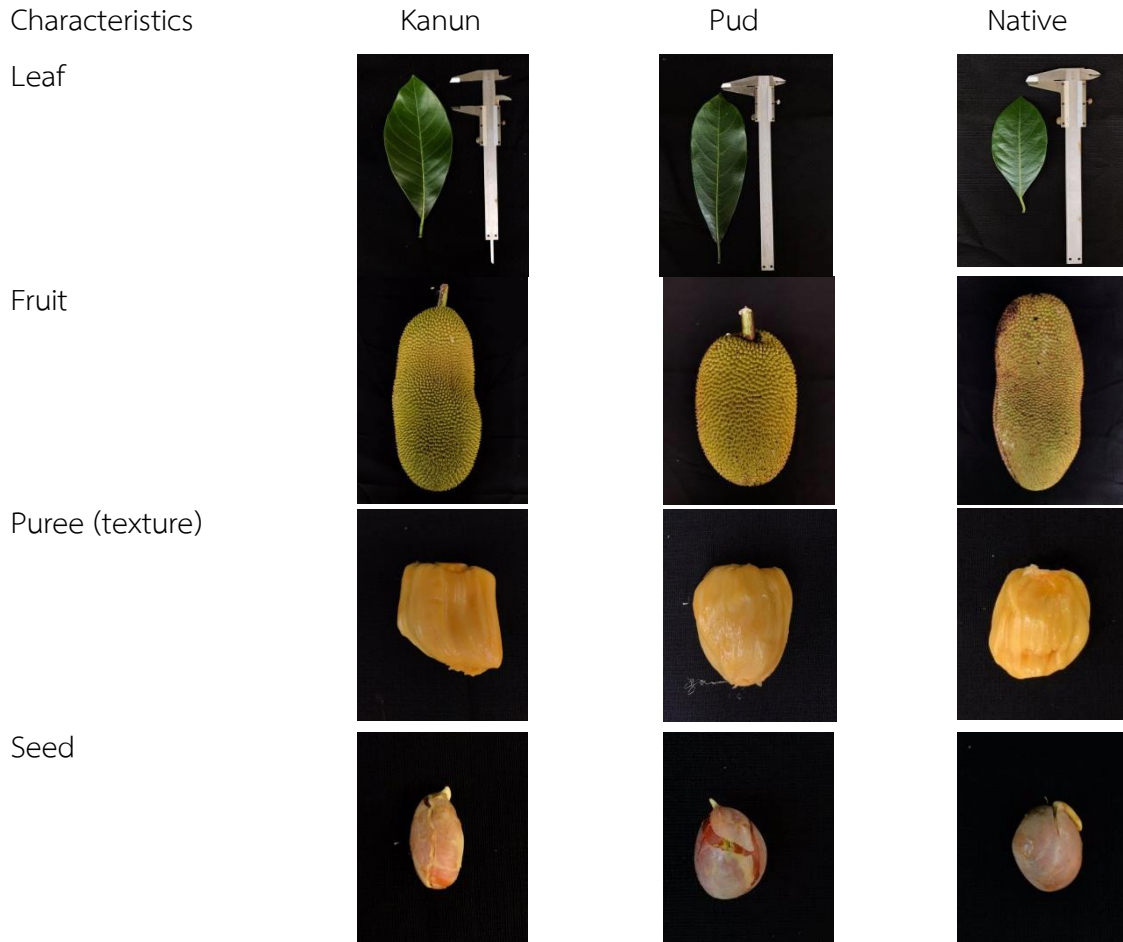 Characteristics Kanun Pud Native
Leaf
Fruit
Puree (texture)
Seed